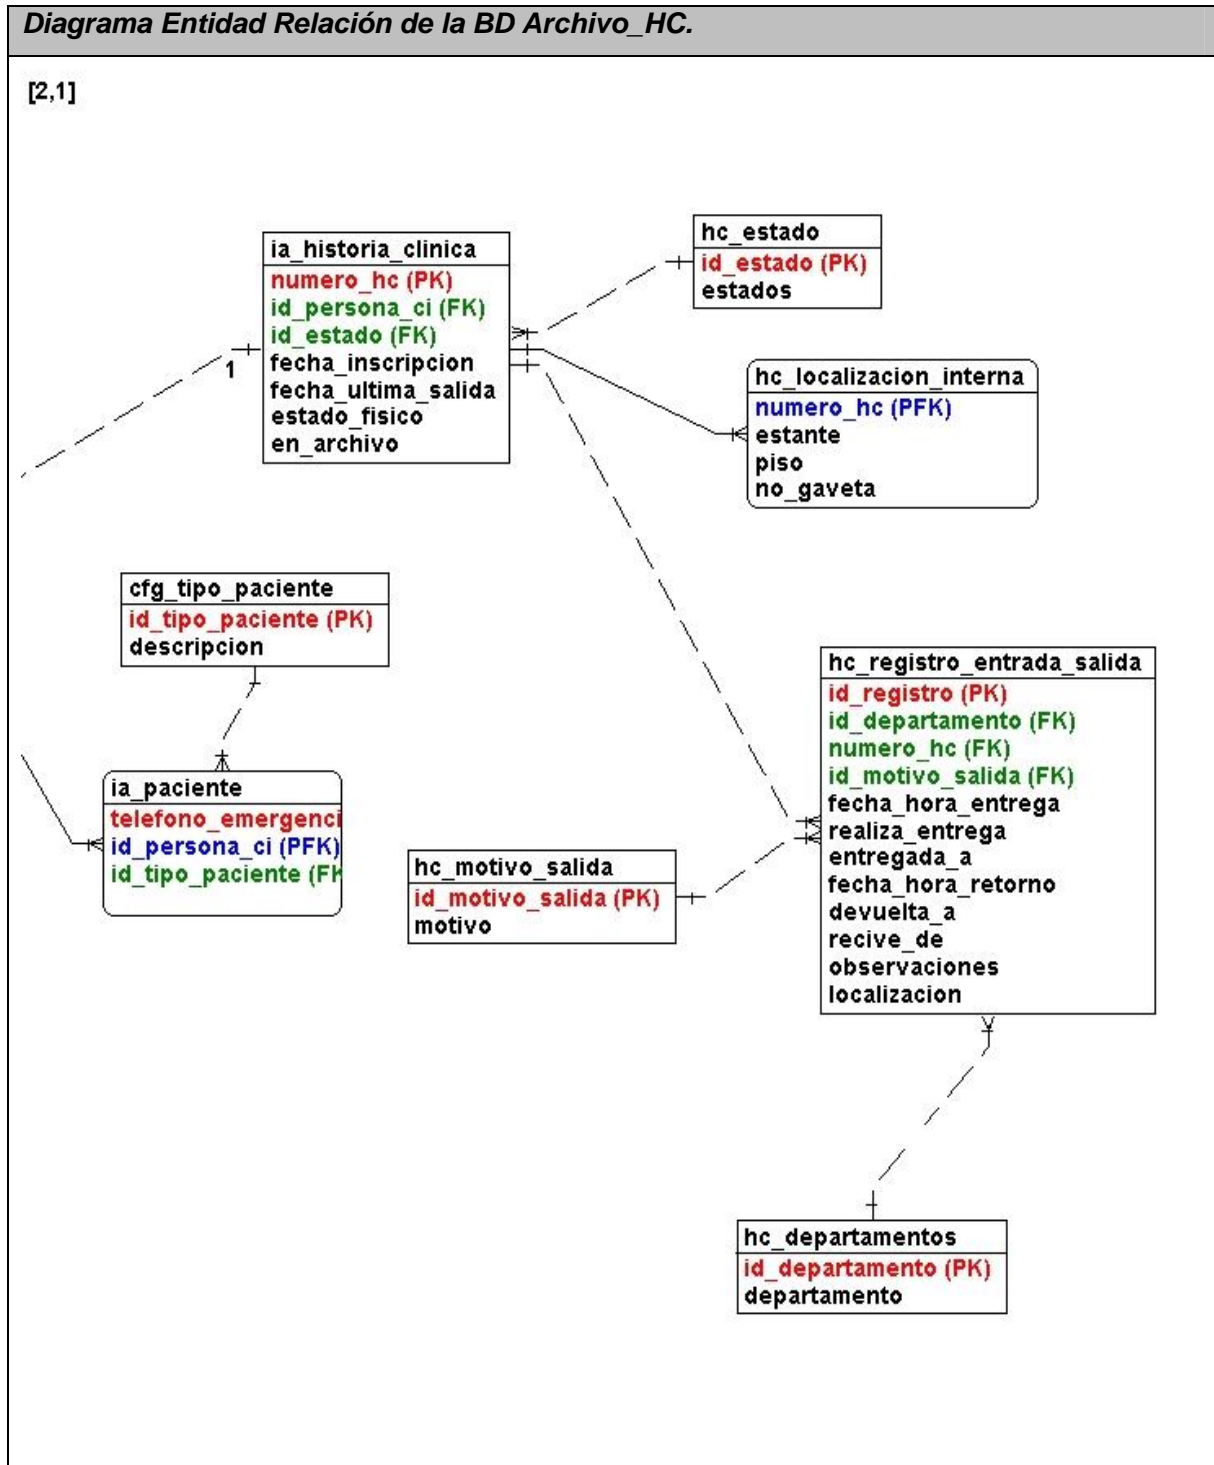 Diagrama Entidad Relación de la BD Archivo_HC.
[2,1]
hc_estado
id_estado (PK)
estados
ia_historia_clinica
numero_hc (PK)
id_persona_ci (FK)
id_estado (FK)
fecha_inscripcion
fecha_ultima_salida
estado_fisico
en_archivo
1
hc_localizacion_interna
numero_hc (PFK)
estante
piso
no_gaveta
cfg_tipo_paciente
id_tipo_paciente (PK)
descripcion
hc_registro_entrada_salida
id_registro (PK)
id_departamento (FK)
numero_hc (FK)
id_motivo_salida (FK)
fecha_hora_entrega
realiza_entrega
entregada_a
fecha_hora_retorno
devuelta_a
recive_de
observaciones
localizacion
ia_paciente
telefono_emergenci
id_persona_ci (PFK)
id_tipo_paciente (FK
hc_motivo_salida
id_motivo_salida (PK)
motivo
hc_departamentos
id_departamento (PK)
departamento